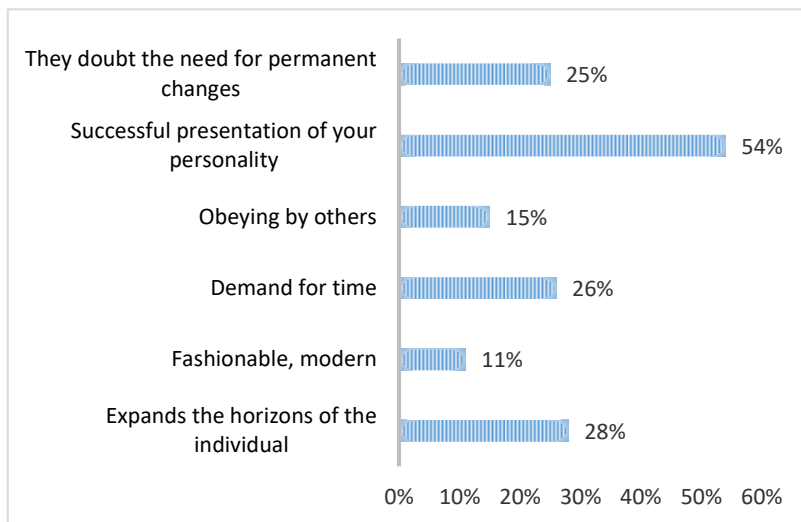 They doubt the need for permanent
changes
25%
Successful presentation of your
personality
54%
Obeying by others
15%
Demand for time
26%
Fashionable, modern
11%
Expands the horizons of the
individual
28%
0% 10% 20% 30% 40% 50% 60%